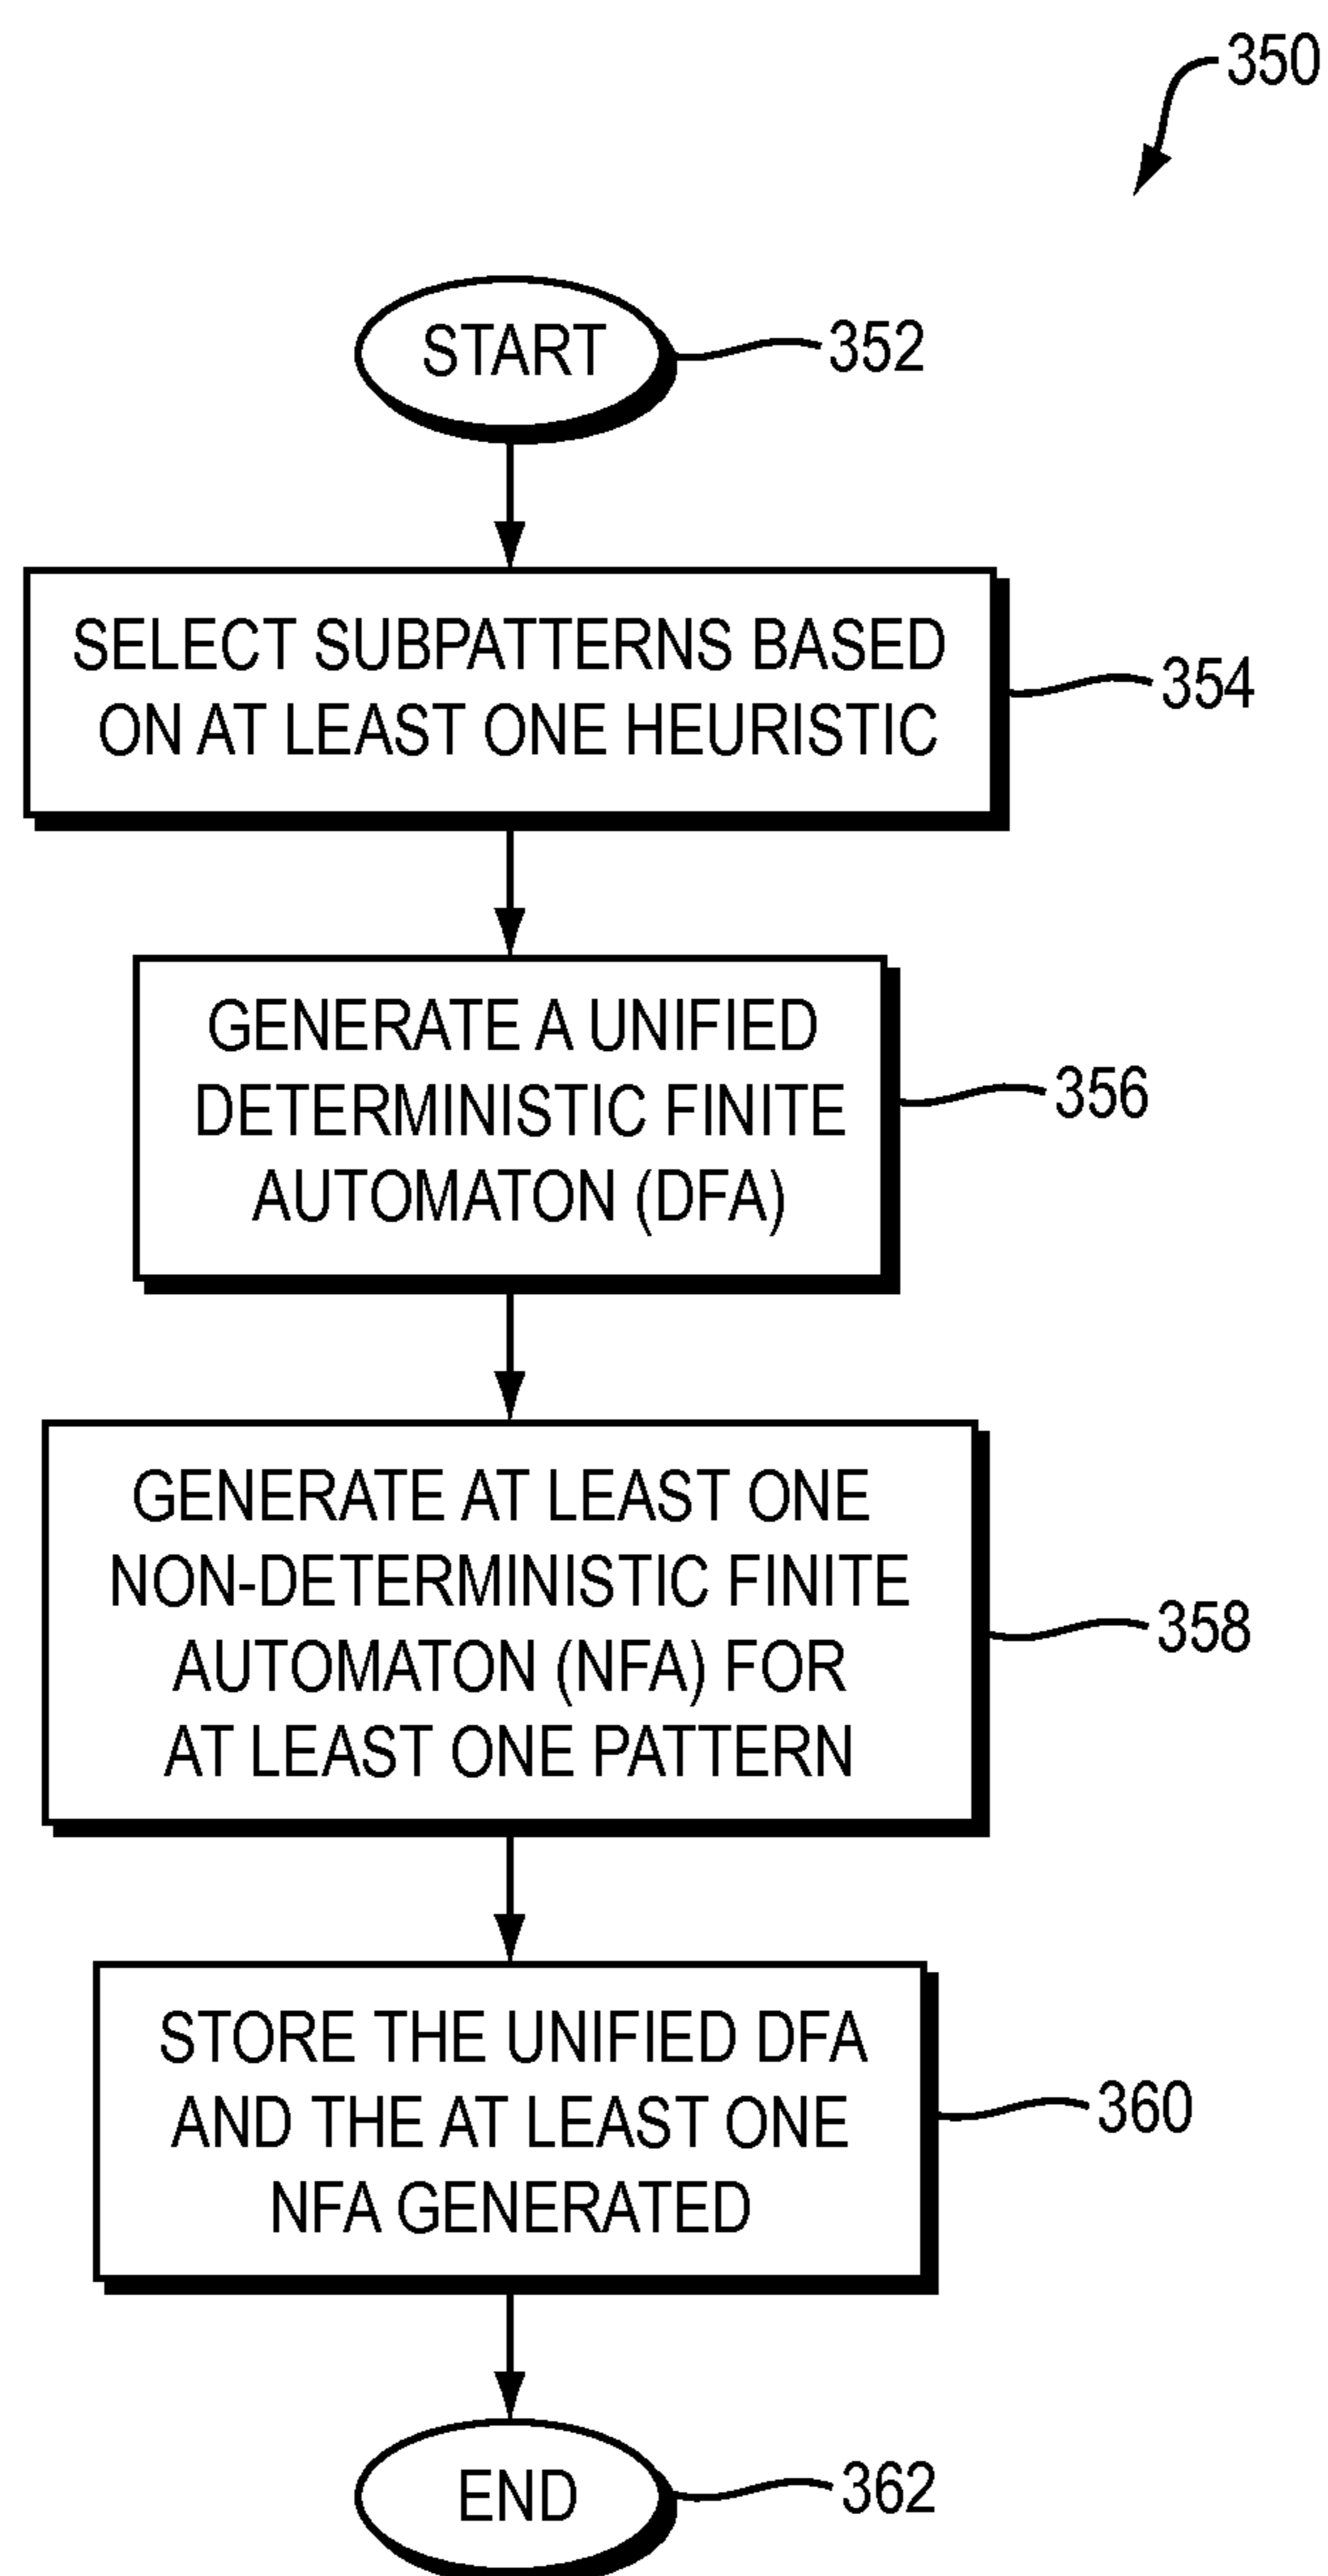 350
START
352
SELECT SUBPATTERNS BASED
ON AT LEAST ONE HEURISTIC
354
GENERATE A UNIFIED
DETERMINISTIC FINITE
AUTOMATON (DFA)
356
GENERATE AT LEAST ONE
NON-DETERMINISTIC FINITE
AUTOMATON (NFA) FOR
AT LEAST ONE PATTERN
358
STORE THE UNIFIED DFA
AND THE AT LEAST ONE
NFA GENERATED
360
END
362